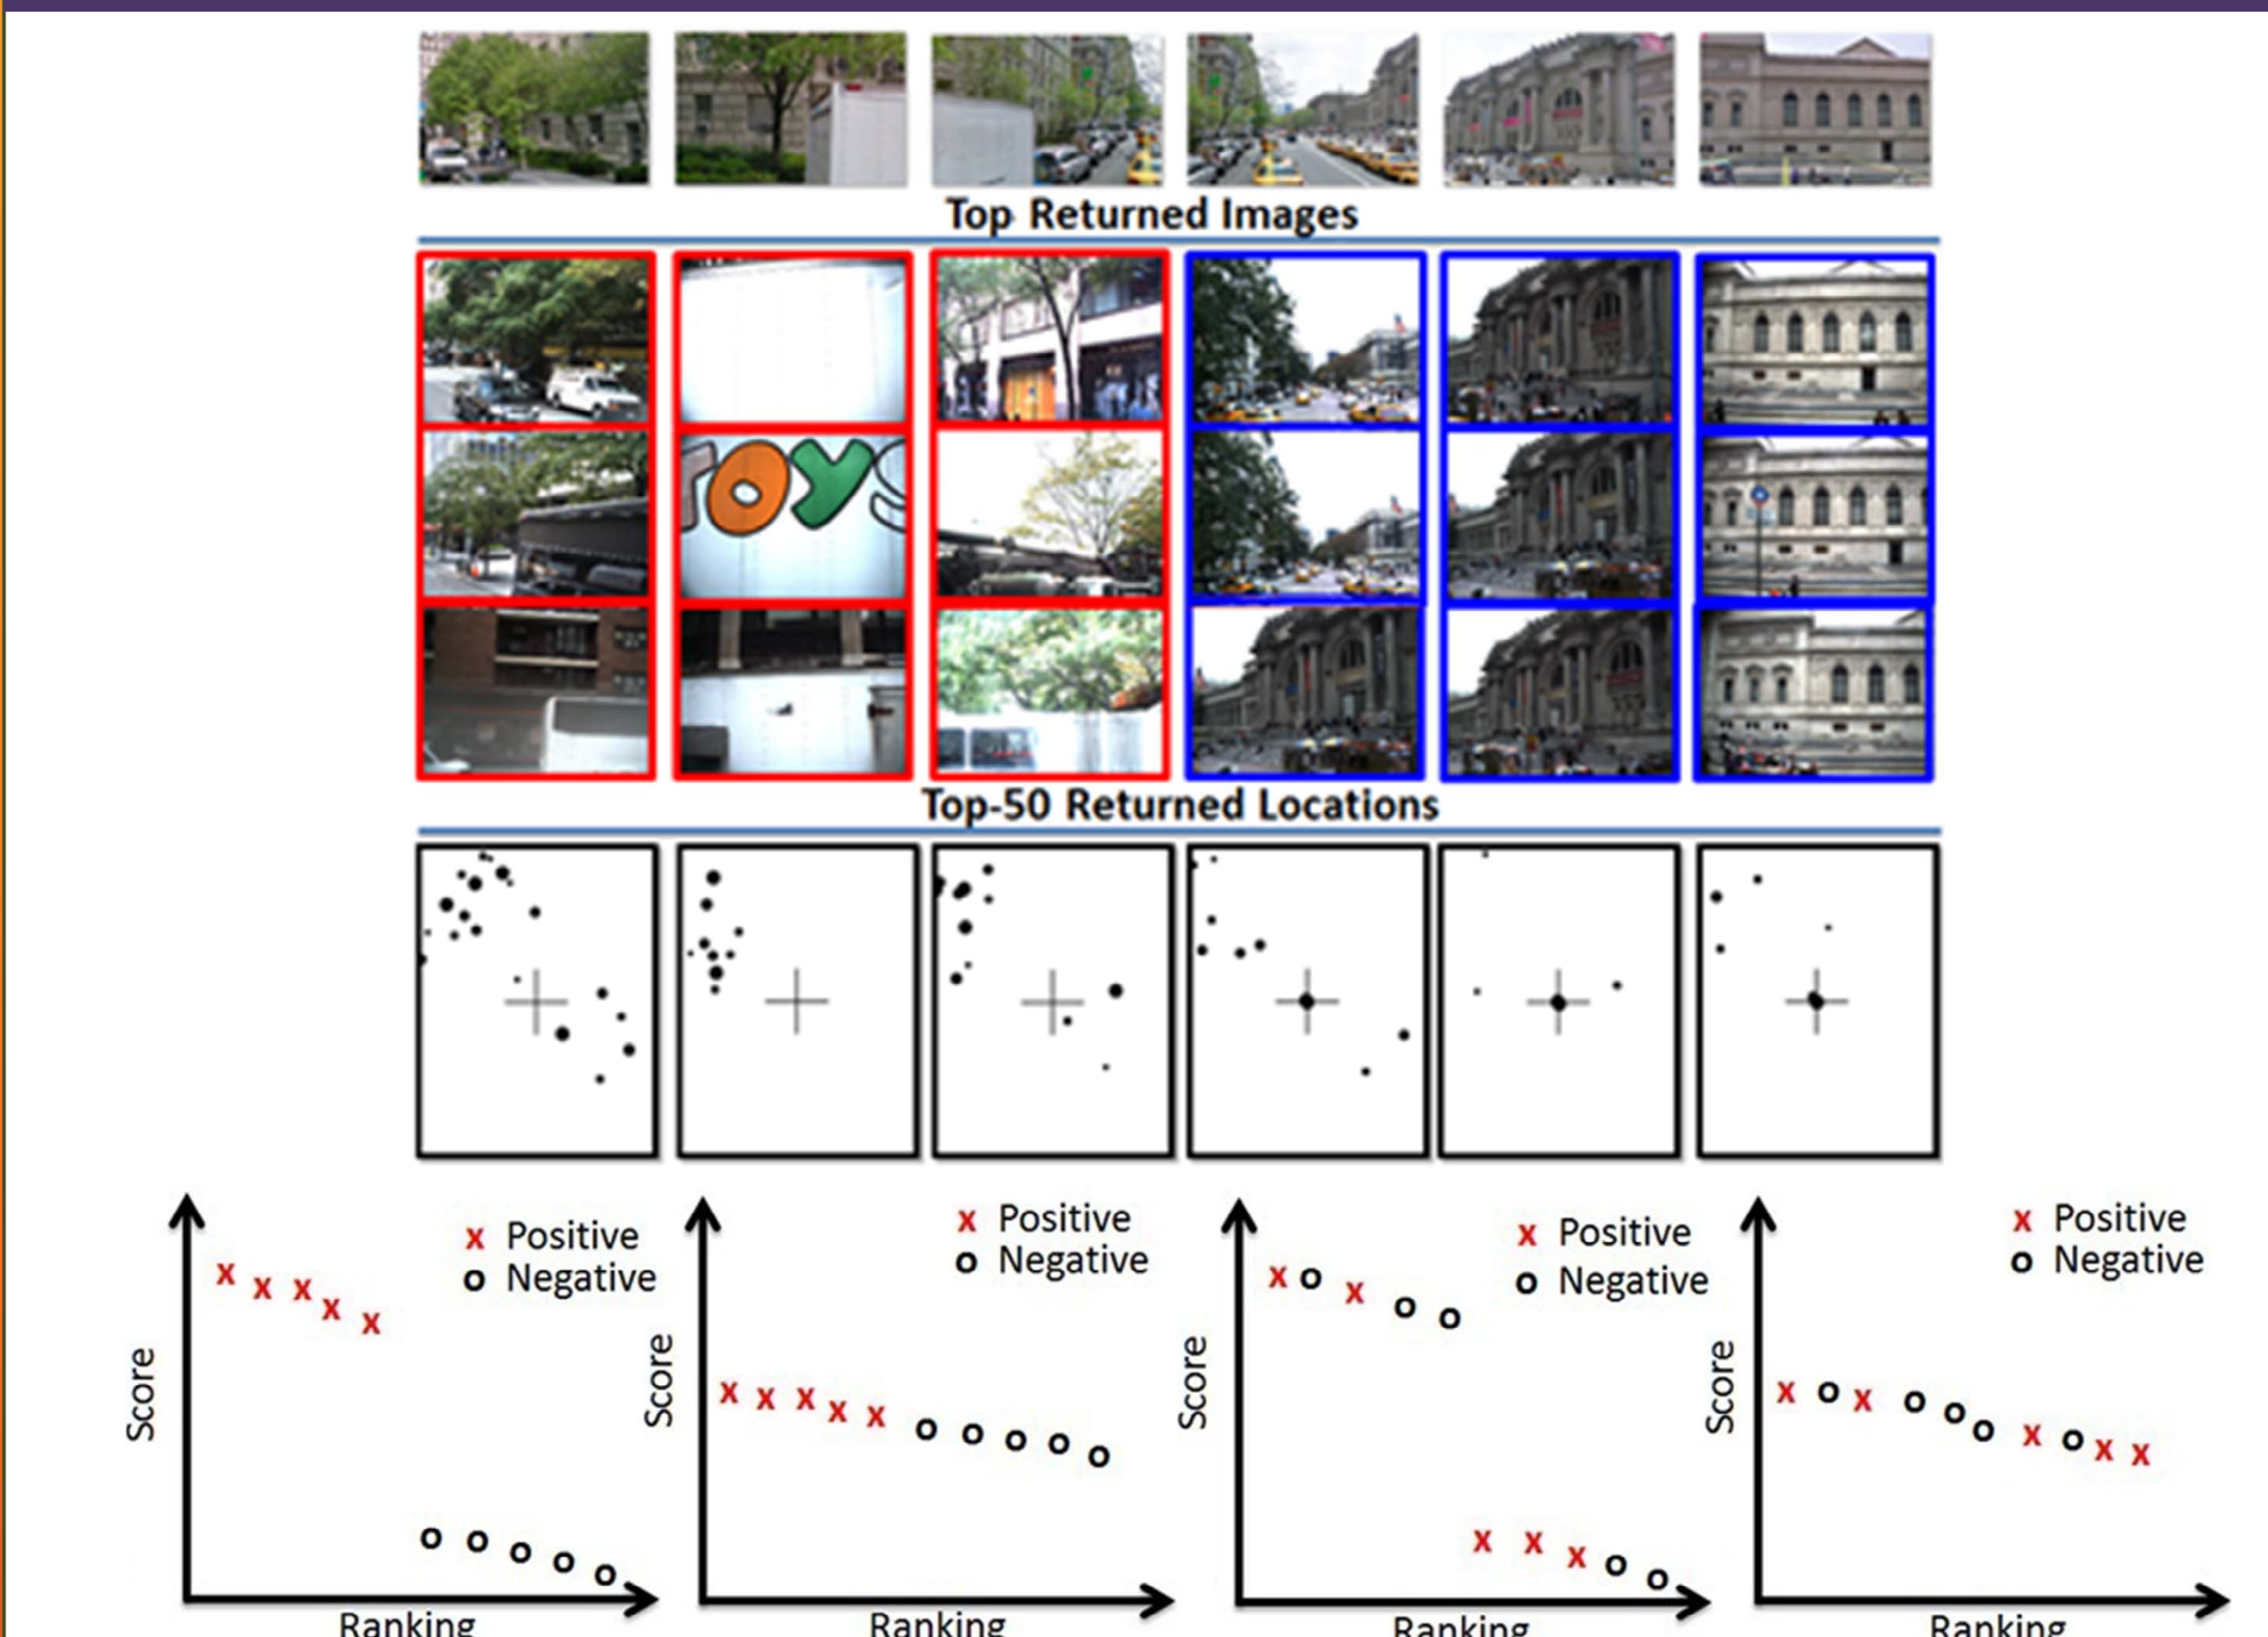 Top Returned Images
TOYS
Top-50 Returned Locations
x Positive
o Negative
Score
Ranking
x Positive
o Negative
Score
Ranking
x Positive
o Negative
Score
Ranking
x Positive
o Negative
Score
Ranking